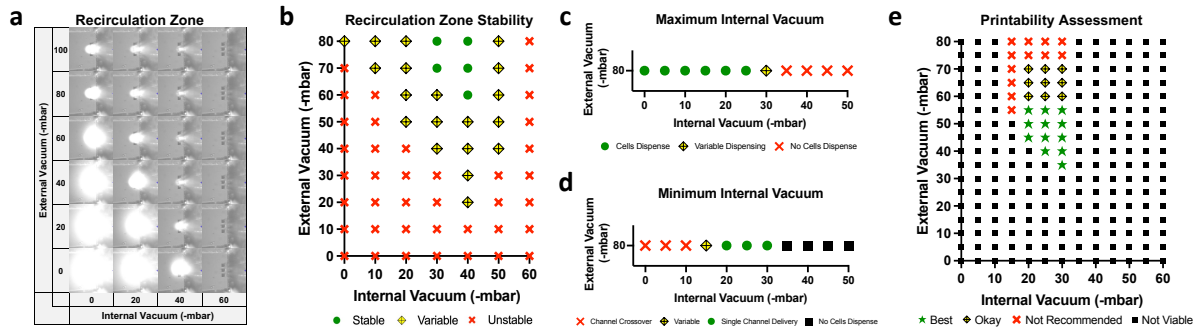 a
Recirculation Zone
External Vacuum (-mbar)
100
80
60
40
20
0
0 20 40 60
Internal Vacuum (-mbar)
b
Recirculation Zone Stability
External Vacuum (-mbar)
80
70
60
50
40
30
20
10
0
0 10 20 30 40 50 60
Internal Vacuum (-mbar)
Stable Variable Unstable
c
Maximum Internal Vacuum
External Vacuum
(-mbar)
80
0 10 20 30 40 50
Internal Vacuum (-mbar)
Cells Dispense Variable Dispensing No Cells Dispense
d
Minimum Internal Vacuum
External Vacuum
(-mbar)
80
0 10 20 30 40 50
Internal Vacuum (-mbar)
Channel Crossover Variable Single Channel Delivery No Cells Dispense
e
Printability Assessment
External Vacuum (-mbar)
80
70
60
50
40
30
20
10
0
0 10 20 30 40 50 60
Internal Vacuum (-mbar)
Best Okay Not Recommended Not Viable